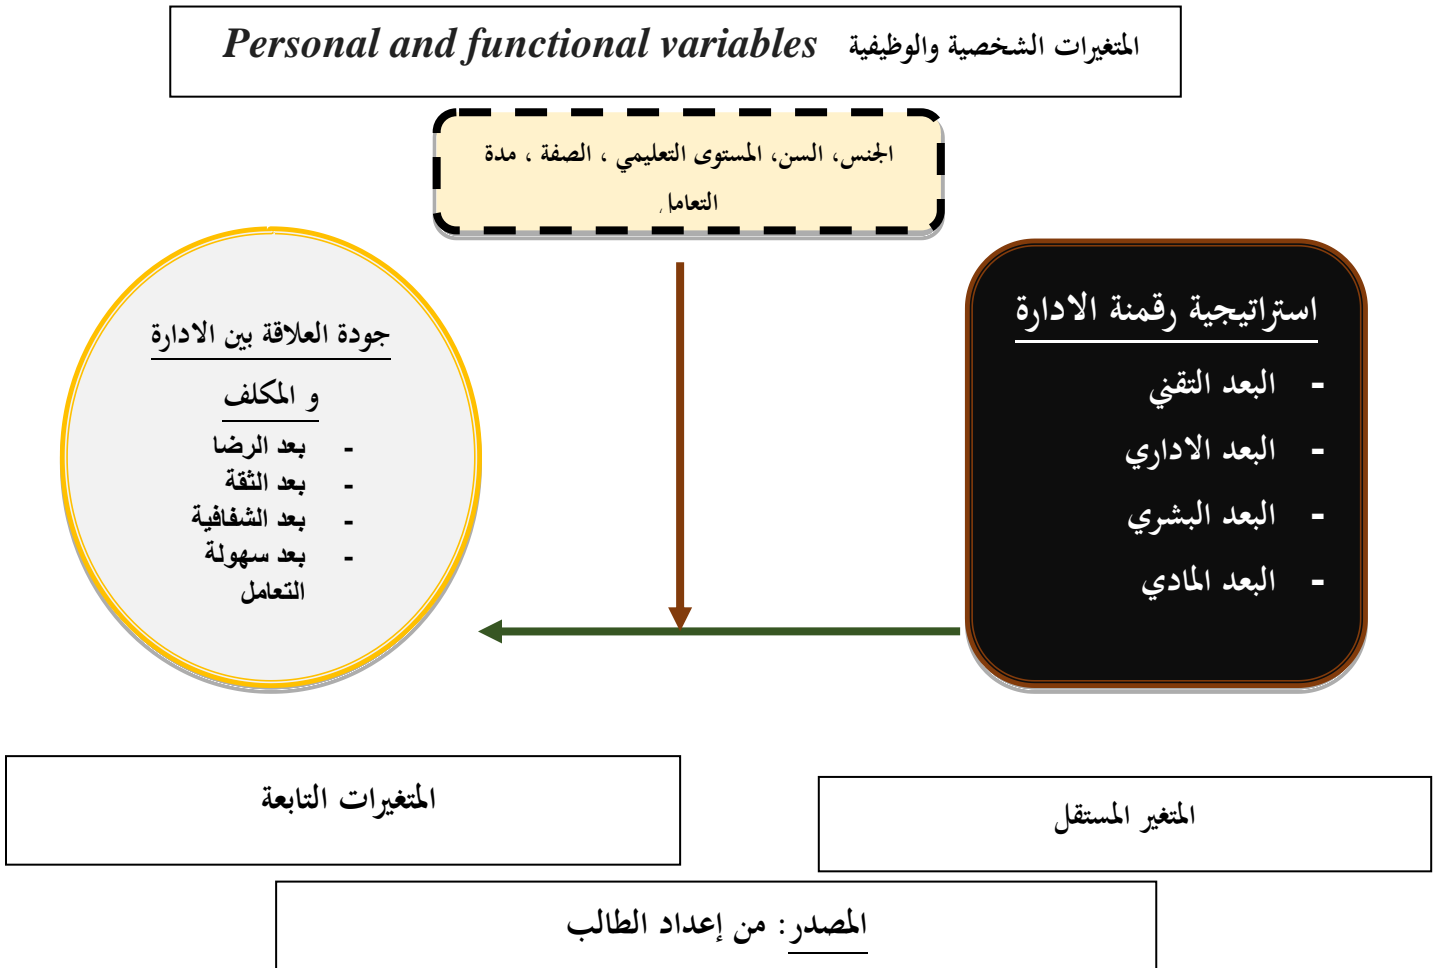 المتغيرات الشخصية والوظيفية Personal and functional variables
الجنس، السن، المستوى التعليمي ، الصفة ، مدة
التعامل
استراتيجية رقمنة الادارة
- البعد التقني
- البعد الاداري
- البعد البشري
- البعد المادي
جودة العلاقة بين الادارة
و المكلف
- بعد الرضا
- بعد الثقة
- بعد الشفافية
- بعد سهولة
التعامل
المتغير المستقل
المتغيرات التابعة
المصدر: من إعداد الطالب